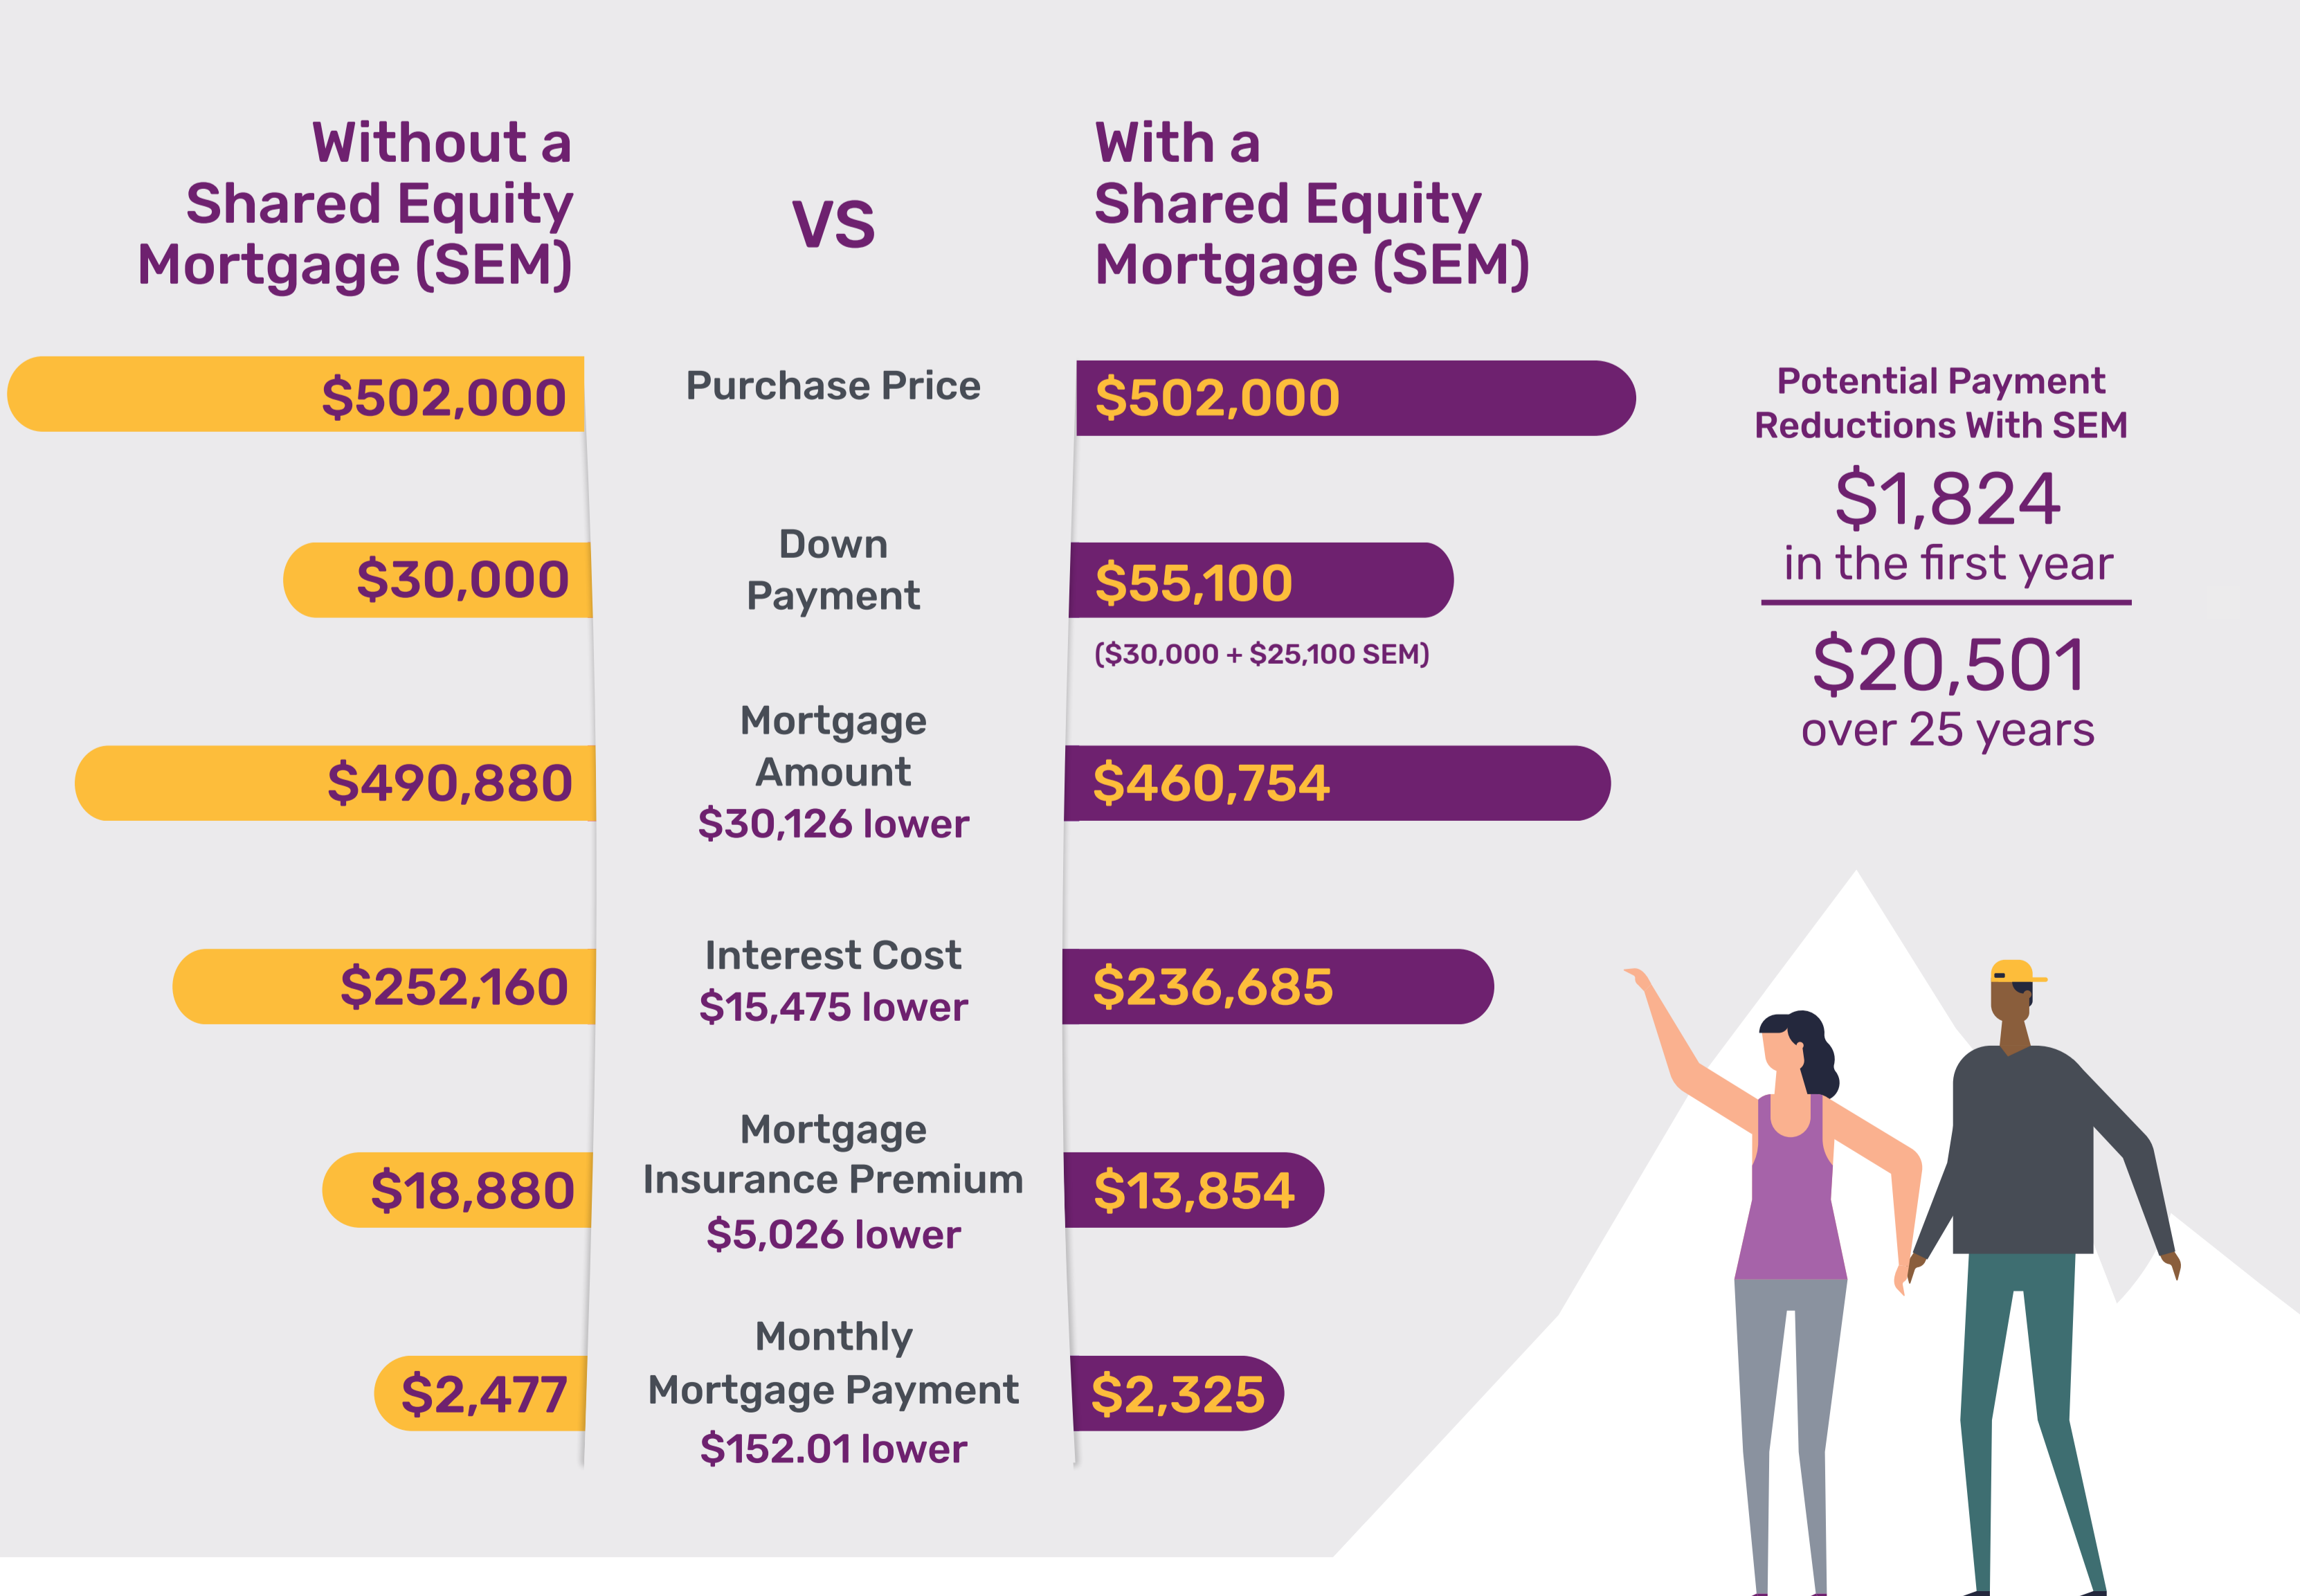 Without a
Shared Equity
Mortgage (SEM)
VS
With a
Shared Equity
Mortgage (SEM)
$502,000
Purchase Price
$502,000
$30,000
Down
Payment
$55,100
($30,000 + $25,100 SEM)
$490,880
Mortgage
Amount
$30,126 lower
$460,754
$252,160
Interest Cost
$15,475 lower
$236,685
$18,880
Mortgage
Insurance Premium
$5,026 lower
$13,854
$2,477
Monthly
Mortgage Payment
$152.01 lower
$2,325
Potential Payment
Reductions With SEM
$1,824
in the first year
$20,501
over 25 years